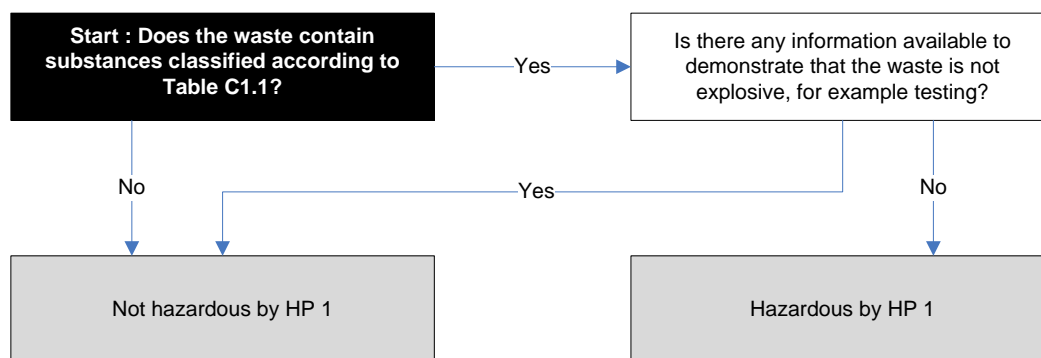 Start : Does the waste contain
substances classified according to
Table C1.1?
Yes
Is there any information available to
demonstrate that the waste is not
explosive, for example testing?
No
Yes
No
Not hazardous by HP 1
Hazardous by HP 1